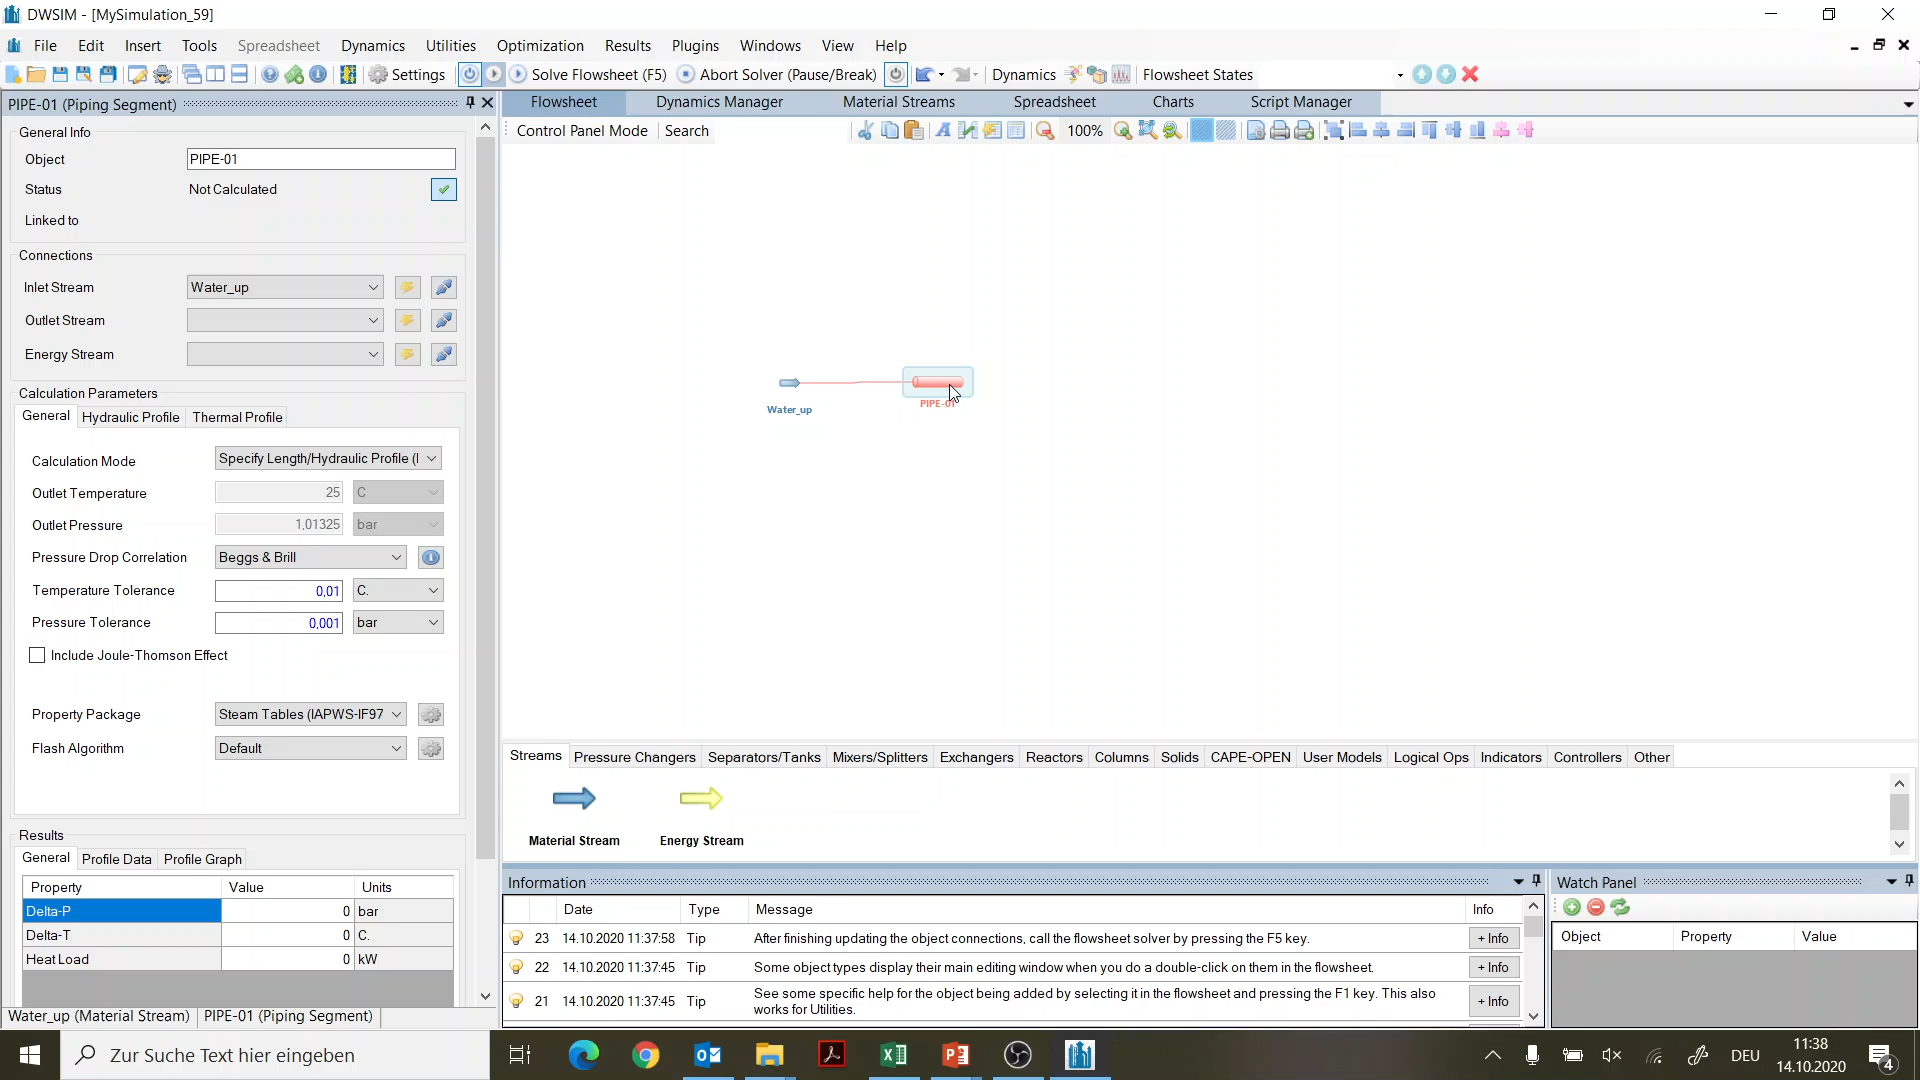 DWSIM - [MySimulation_59]
File Edit Insert Tools Spreadsheet Dynamics Utilities Optimization Results Plugins Windows View Help
Settings Solve Flowsheet (F5) Abort Solver (Pause/Break) Dynamics Flowsheet States
PIPE-01 (Piping Segment)
Flowsheet Dynamics Manager Material Streams Spreadsheet Charts Script Manager
Control Panel Mode Search 100%
General Info
Object PIPE-01
Status Not Calculated
Linked to
Connections
Inlet Stream Water_up
Outlet Stream
Energy Stream
Calculation Parameters
General Hydraulic Profile Thermal Profile
Calculation Mode Specify Length/Hydraulic Profile (
Outlet Temperature 25 C
Outlet Pressure 1,01325 bar
Pressure Drop Correlation Beggs & Brill
Temperature Tolerance 0,01 C.
Pressure Tolerance 0,001 bar
Include Joule-Thomson Effect
Property Package Steam Tables (IAPWS-IF97
Flash Algorithm Default
Results
General Profile Data Profile Graph
Property Value Units
Delta-P 0 bar
Delta-T 0 C.
Heat Load 0 kW
Water_up (Material Stream) PIPE-01 (Piping Segment)
Water_up
PIPE-01
Streams Pressure Changers Separators/Tanks Mixers/Splitters Exchangers Reactors Columns Solids CAPE-OPEN User Models Logical Ops Indicators Controllers Other
Material Stream Energy Stream
Information
Date Type Message Info
23 14.10.2020 11:37:58 Tip After finishing updating the object connections, call the flowsheet solver by pressing the F5 key. + Info
22 14.10.2020 11:37:45 Tip Some object types display their main editing window when you do a double-click on them in the flowsheet. + Info
21 14.10.2020 11:37:45 Tip See some specific help for the object being added by selecting it in the flowsheet and pressing the F1 key. This also
works for Utilities. + Info
Watch Panel
Object Property Value
Zur Suche Text hier eingeben
DEU 11:38
14.10.2020 4